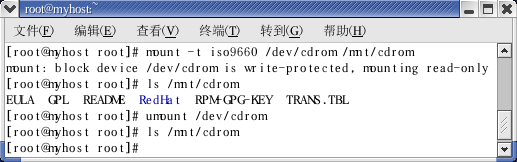 root@myhost:~
文件(F) 编辑(E) 查看(V) 终端(T) 转到(G) 帮助(H)
[root@myhost root]# mount -t iso9660 /dev/cdrom /mnt/cdrom
mount: block device /dev/cdrom is write-protected, mounting read-only
[root@myhost root]# ls /mnt/cdrom
EULA GPL README RedHat RPM-GPG-KEY TRANS.TBL
[root@myhost root]# umount /dev/cdrom
[root@myhost root]# ls /mnt/cdrom
[root@myhost root]#